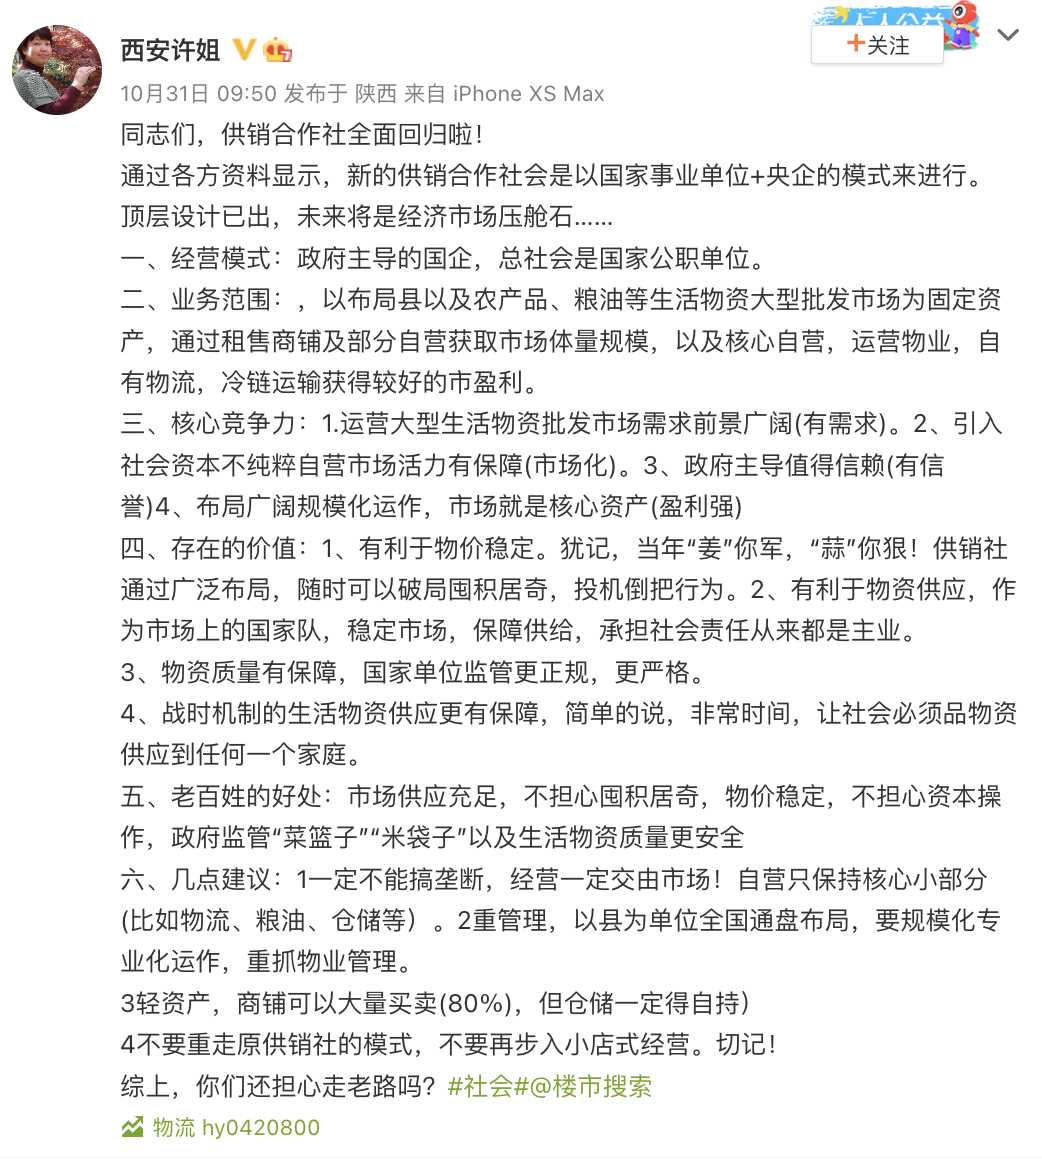 人人公益
西安许姐
+关注
10月31日 09:50 发布于 陕西 来自 iPhone XS Max
同志们，供销合作社全面回归啦！
通过各方资料显示，新的供销合作社会是以国家事业单位+央企的模式来进行。
顶层设计已出，未来将是经济市场压舱石......
一、经营模式：政府主导的国企，总社会是国家公职单位。
二、业务范围：，以布局县以及农产品、粮油等生活物资大型批发市场为固定资
产，通过租售商铺及部分自营获取市场体量规模，以及核心自营，运营物业，自
有物流，冷链运输获得较好的市盈利。
三、核心竞争力：1.运营大型生活物资批发市场需求前景广阔(有需求)。2、引入
社会资本不纯粹自营市场活力有保障(市场化)。3、政府主导值得信赖(有信
誉)4、布局广阔规模化运作，市场就是核心资产(盈利强)
四、存在的价值：1、有利于物价稳定。犹记，当年“姜”你军，“蒜”你狠！供销社
通过广泛布局，随时可以破局囤积居奇，投机倒把行为。2、有利于物资供应，作
为市场上的国家队，稳定市场，保障供给，承担社会责任从来都是主业。
3、物资质量有保障，国家单位监管更正规，更严格。
4、战时机制的生活物资供应更有保障，简单的说，非常时间，让社会必须品物资
供应到任何一个家庭。
五、老百姓的好处：市场供应充足，不担心囤积居奇，物价稳定，不担心资本操
作，政府监管“菜篮子”“米袋子”以及生活物资质量更安全
六、几点建议：1一定不能搞垄断，经营一定交由市场！自营只保持核心小部分
(比如物流、粮油、仓储等）。2重管理，以县为单位全国通盘布局，要规模化专
业化运作，重抓物业管理。
3轻资产，商铺可以大量买卖(80%)，但仓储一定得自持）
4不要重走原供销社的模式，不要再步入小店式经营。切记！
综上，你们还担心走老路吗？#社会#@楼市搜索
物流 hy0420800